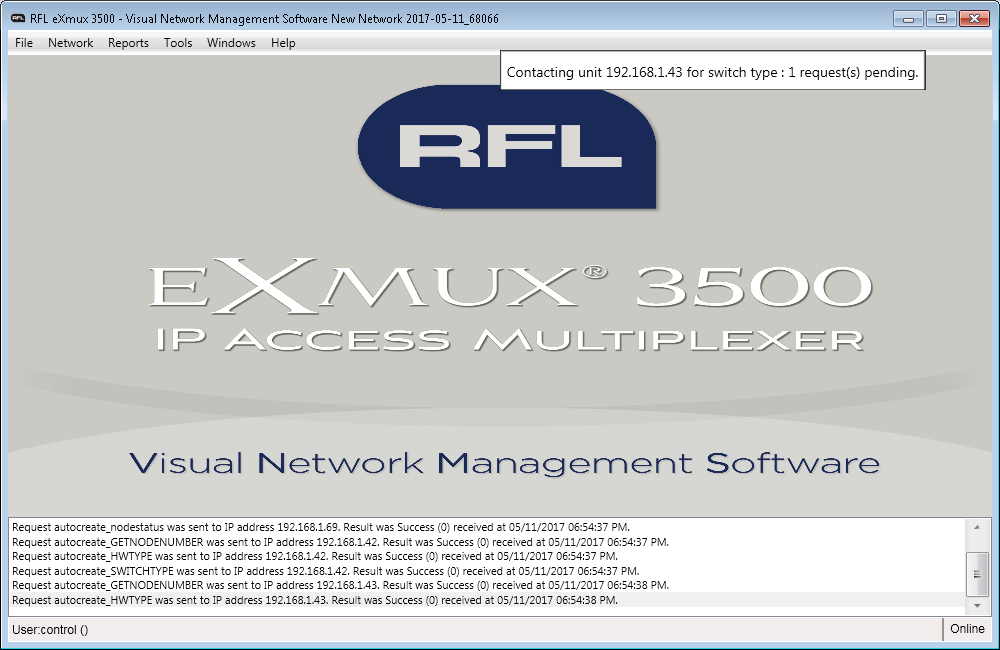 RFL eXmux 3500 - Visual Network Management Software New Network 2017-05-11_68066
File Network Reports Tools Windows Help
Contacting unit 192.168.1.43 for switch type : 1 request(s) pending.
RFL
eXmux® 3500
IP Access Multiplexer
Visual Network Management Software
Request autocreate_nodestatus was sent to IP address 192.168.1.69. Result was Success (0) received at 05/11/2017 06:54:37 PM.
Request autocreate_GETNODENUMBER was sent to IP address 192.168.1.42. Result was Success (0) received at 05/11/2017 06:54:37 PM.
Request autocreate_HWTYPE was sent to IP address 192.168.1.42. Result was Success (0) received at 05/11/2017 06:54:37 PM.
Request autocreate_SWITCHTYPE was sent to IP address 192.168.1.42. Result was Success (0) received at 05/11/2017 06:54:37 PM.
Request autocreate_GETNODENUMBER was sent to IP address 192.168.1.43. Result was Success (0) received at 05/11/2017 06:54:38 PM.
Request autocreate_HWTYPE was sent to IP address 192.168.1.43. Result was Success (0) received at 05/11/2017 06:54:38 PM.
User:control () Online